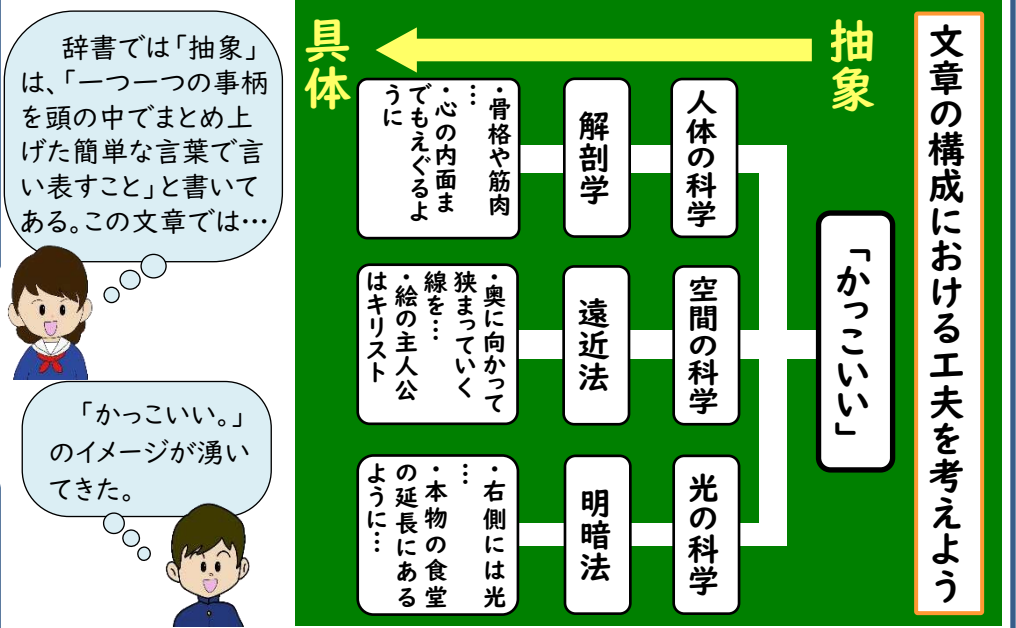 文章の構成における工夫を考えよう
抽象
具体
「かっこいい」
人体の科学
解剖学
・骨格や筋肉
…
・心の内面ま
でもえぐるよ
うに
空間の科学
遠近法
・奥に向かって
狭まっていく
線を…
・絵の主人公
はキリスト
光の科学
明暗法
・右側には光
…
・本物の食堂
の延長にある
ように…
辞書では「抽象」
は、「一つ一つの事柄
を頭の中でまとめ上
げた簡単な言葉で言
い表すこと」と書いて
ある。この文章では…
「かっこいい。」
のイメージが湧い
てきた。